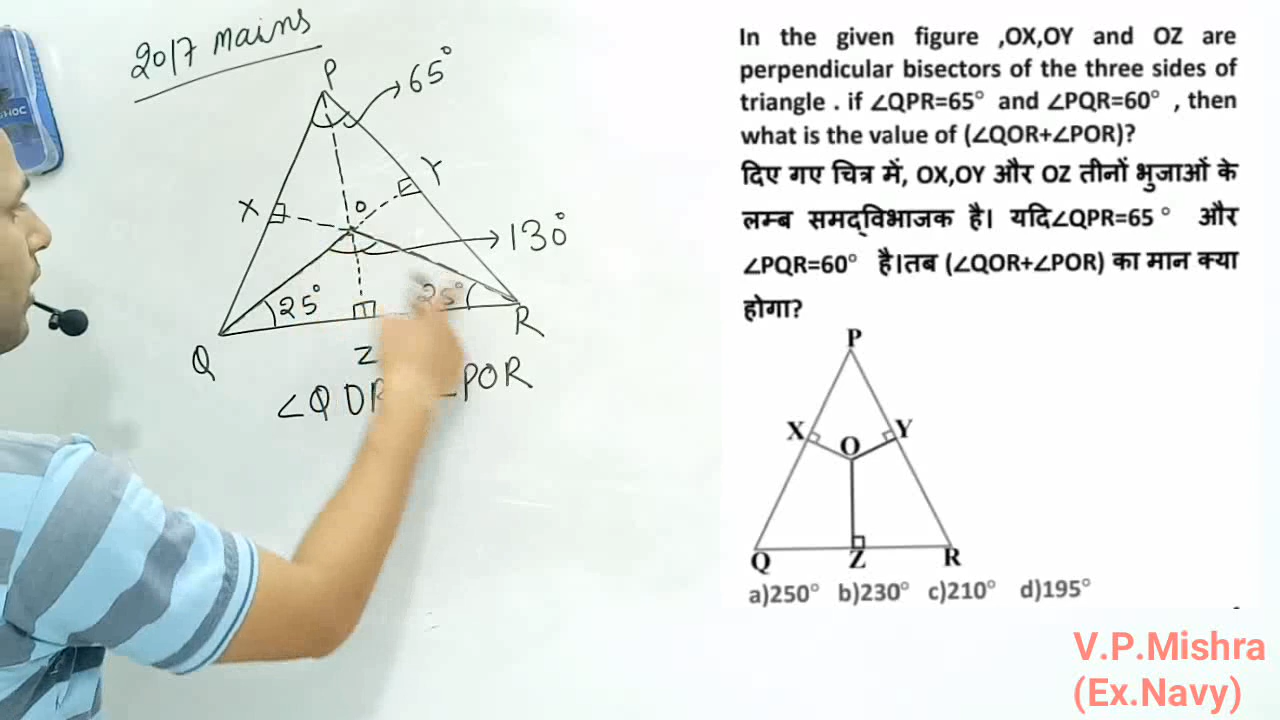 2017 mains
P
65°
X
Y
O
130°
25°
25°
Q
Z
R
∠QOR
POR
In the given figure ,OX,OY and OZ are
perpendicular bisectors of the three sides of
triangle . if ∠QPR=65° and ∠PQR=60° , then
what is the value of (∠QOR+∠POR)?
दिए गए चित्र में, OX,OY और OZ तीनों भुजाओं के
लम्ब समद्विभाजक है। यदि∠QPR=65 ° और
∠PQR=60° है।तब (∠QOR+∠POR) का मान क्या
होगा?
P
X
Y
O
Q
Z
R
a)250° b)230° c)210° d)195°
V.P.Mishra
(Ex.Navy)